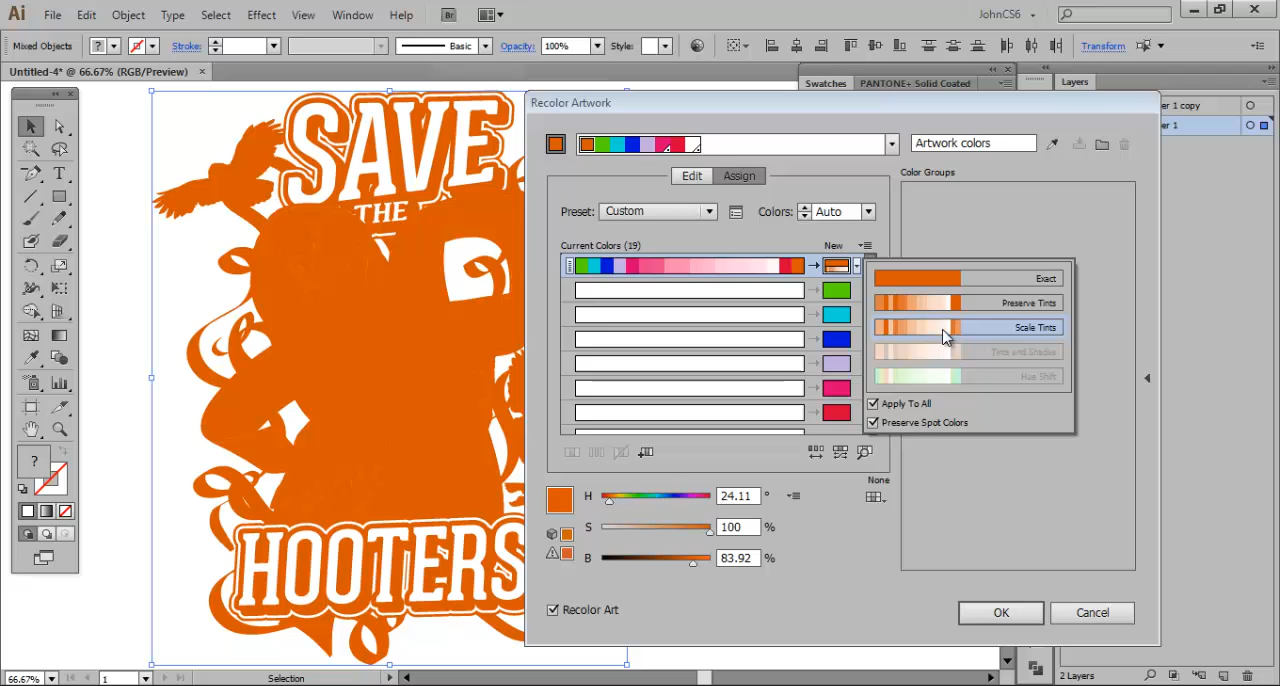 Ai File Edit Object Type Select Effect View Window Help Br JohnCS6
Mixed Objects ? Stroke: Basic Opacity: 100% Style: Transform
Untitled-4* @ 66.67% (RGB/Preview) ×
Swatches PANTONE+ Solid Coated Layers
Recolor Artwork
er 1 copy
er 1
Artwork colors
Edit Assign
Color Groups
Preset: Custom Colors: Auto
Current Colors (19) New
Exact
Preserve Tints
Scale Tints
Tints and Shades
Hue Shift
Apply To All
Preserve Spot Colors
None
H 24.11 °
S 100 %
B 83.92 %
Recolor Art
OK Cancel
SAVE
THE
HOOTERS
?
66.67% 1 Selection 2 Layers